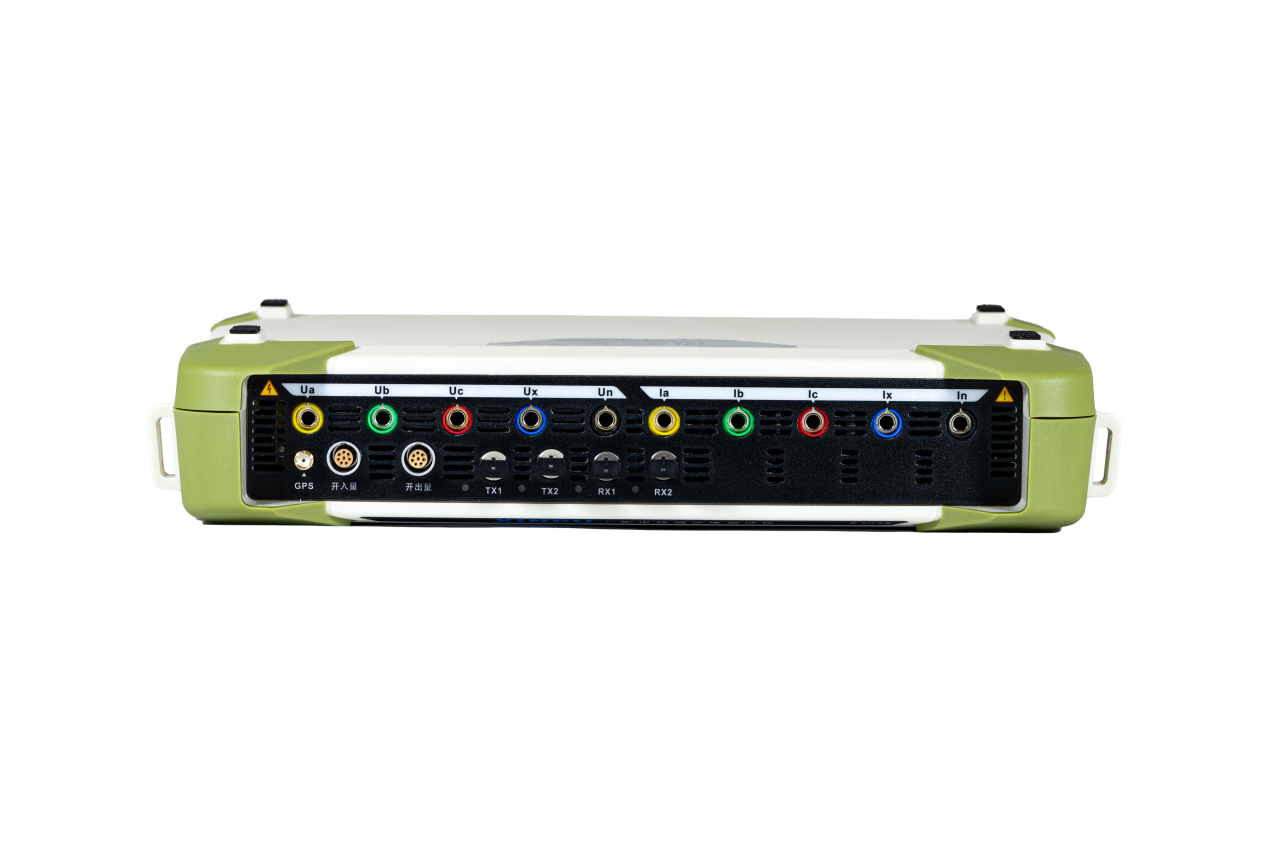 Ua Ub Uc Ux Un Ia Ib Ic Ix In
GPS 开入量 开出量 TX1 TX2 RX1 RX2